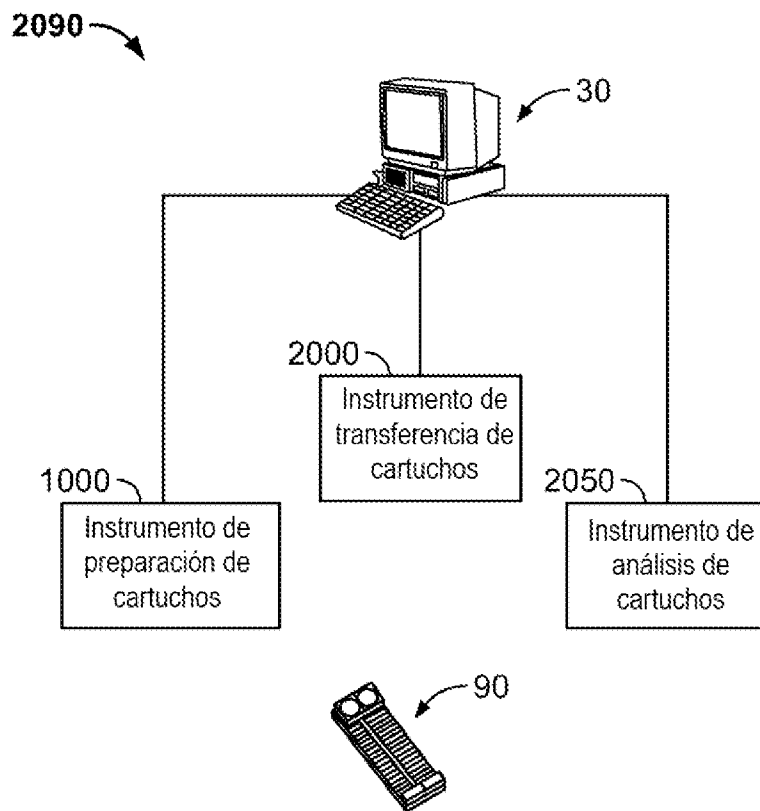 2090
30
2000
Instrumento de
transferencia de
cartuchos
1000
Instrumento de
preparación de
cartuchos
2050
Instrumento de
análisis de
cartuchos
90